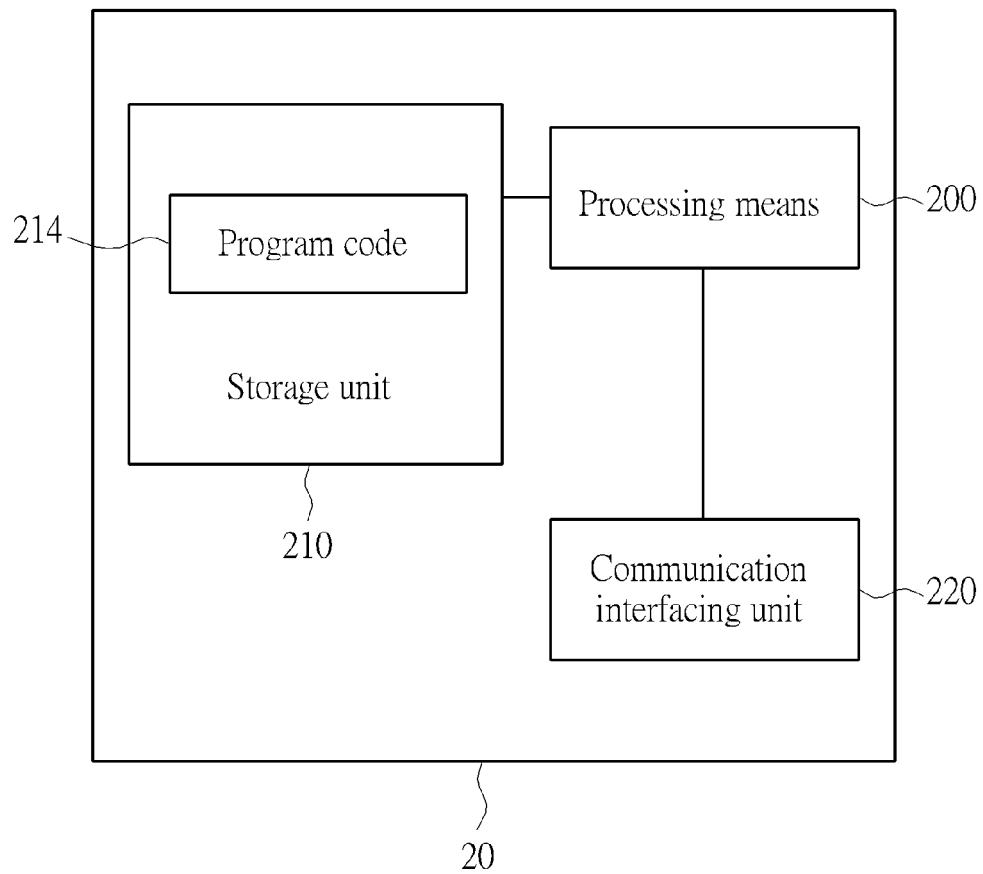 Processing means
200
214
Program code
Storage unit
210
Communication
interfacing unit
220
20